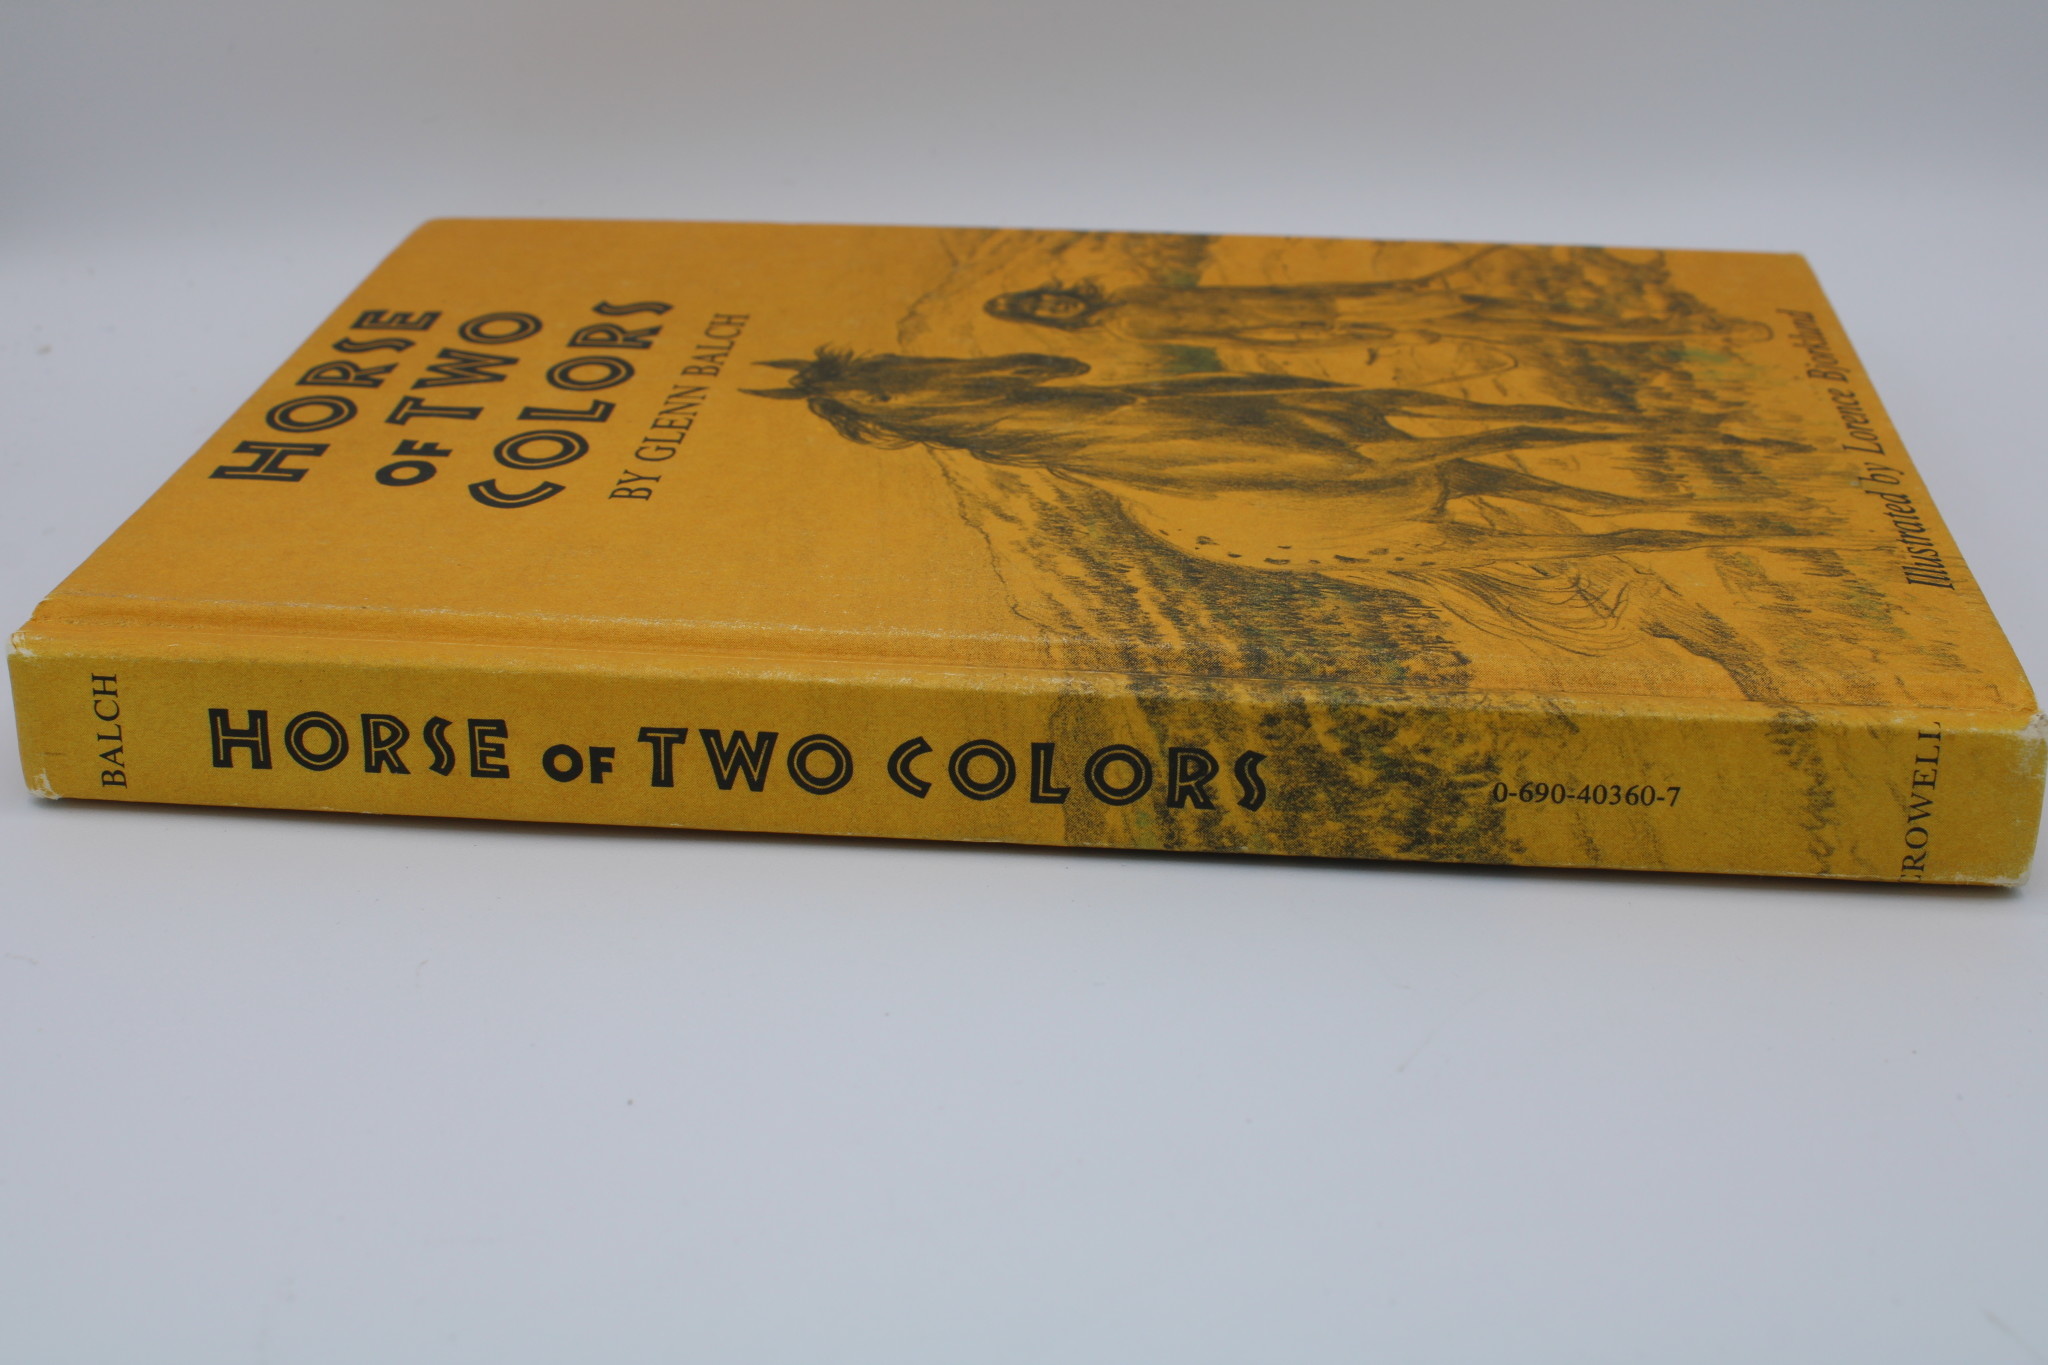 HORSE
OF TWO
COLORS
BY GLENN BALCH
Illustrated by Lorence Bjorklund
BALCH
HORSE OF TWO COLORS
0-690-40360-7
CROWELL